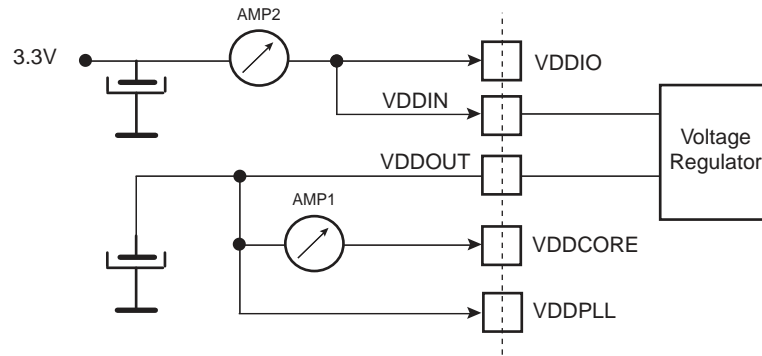 AMP2
3.3V
VDDIO
VDDIN
Voltage
Regulator
VDDOUT
AMP1
VDDCORE
VDDPLL